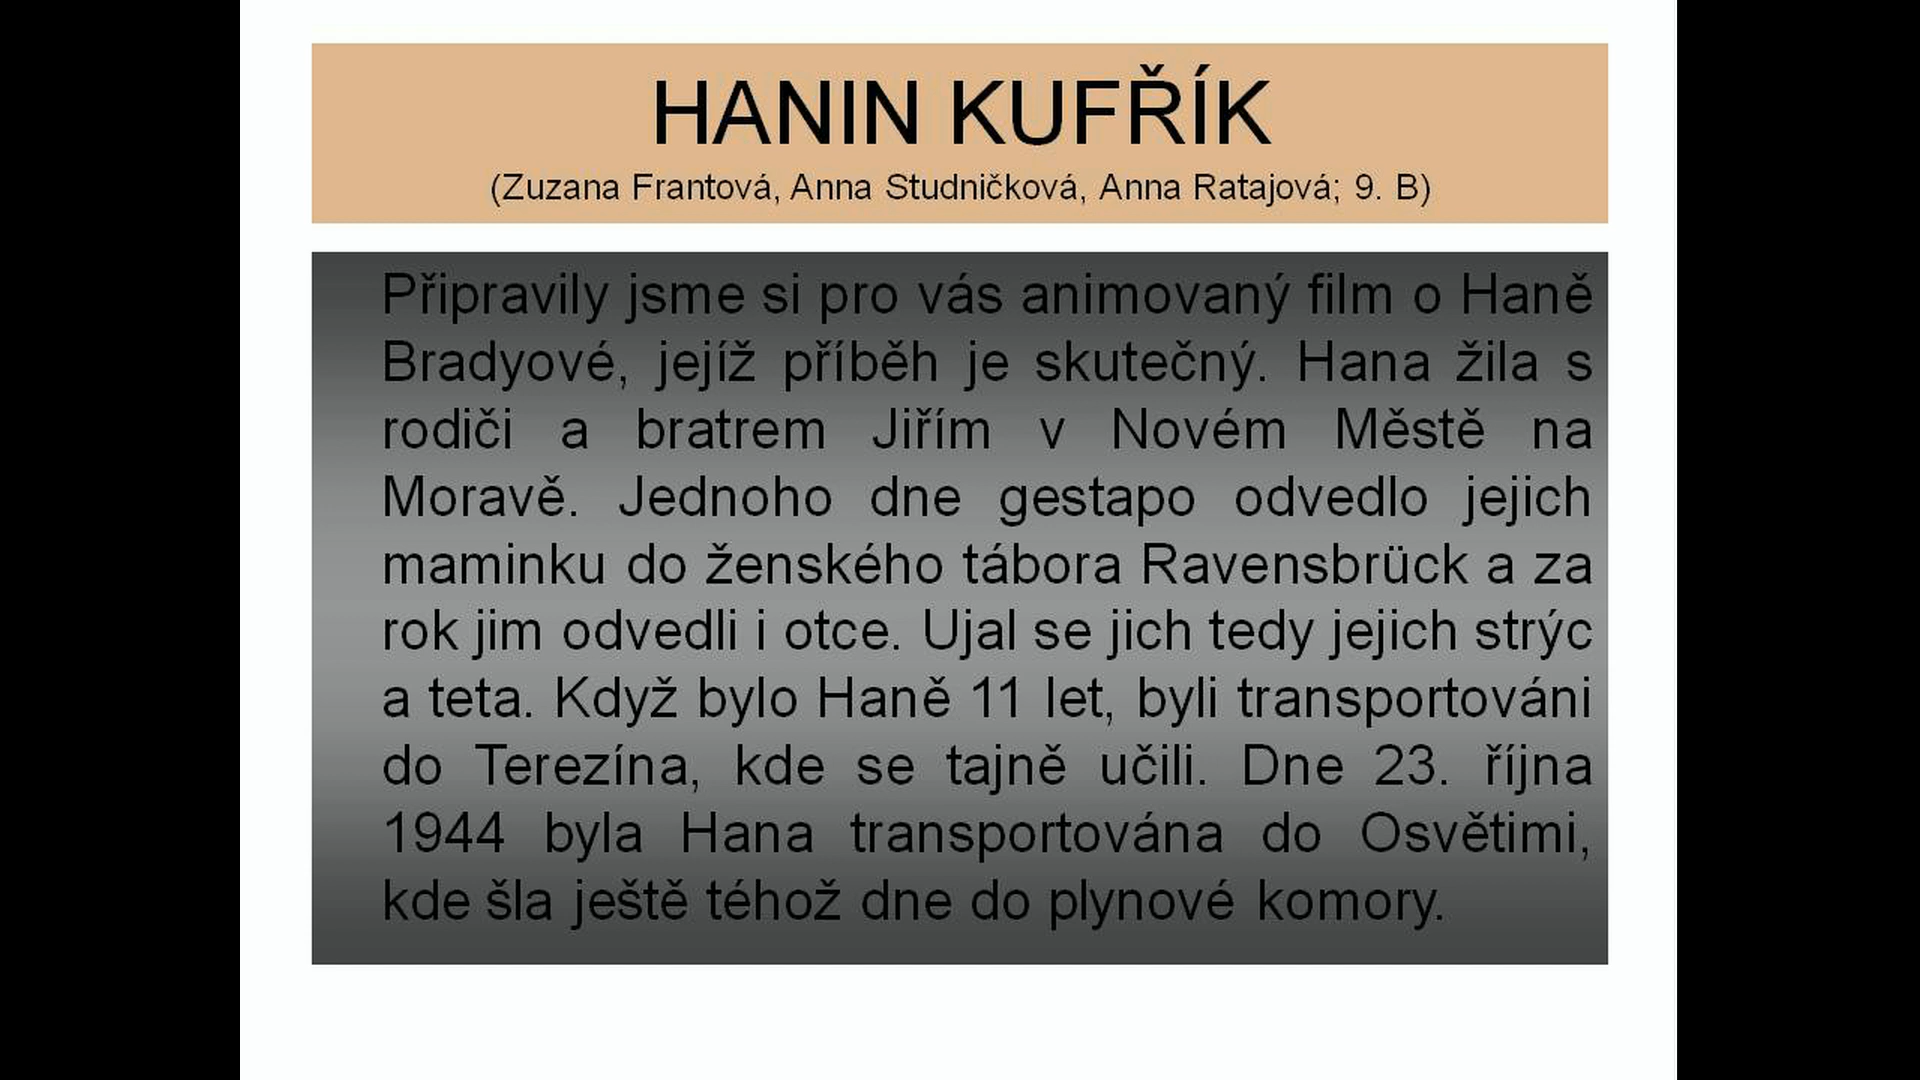 HANIN KUFŘÍK
(Zuzana Frantová, Anna Studničková, Anna Ratajová; 9. B)
Připravily jsme si pro vás animovaný film o Haně
Bradyové, jejíž příběh je skutečný. Hana žila s
rodiči a bratrem Jiřím v Novém Městě na
Moravě. Jednoho dne gestapo odvedlo jejich
maminku do ženského tábora Ravensbrück a za
rok jim odvedli i otce. Ujal se jich tedy jejich strýc
a teta. Když bylo Haně 11 let, byli transportováni
do Terezína, kde se tajně učili. Dne 23. října
1944 byla Hana transportována do Osvětimi,
kde šla ještě téhož dne do plynové komory.